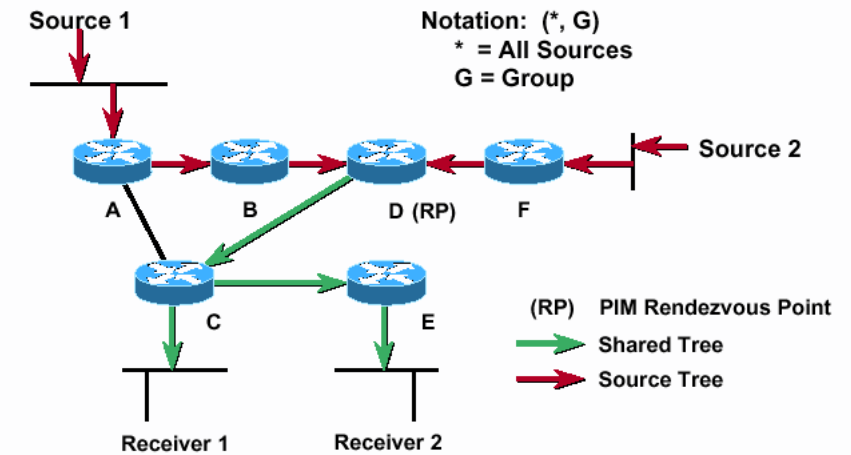 Source 1
Notation: (*, G)
* = All Sources
G = Group
Source 2
A
B
D (RP)
F
C
E
(RP) PIM Rendezvous Point
Shared Tree
Source Tree
Receiver 1
Receiver 2